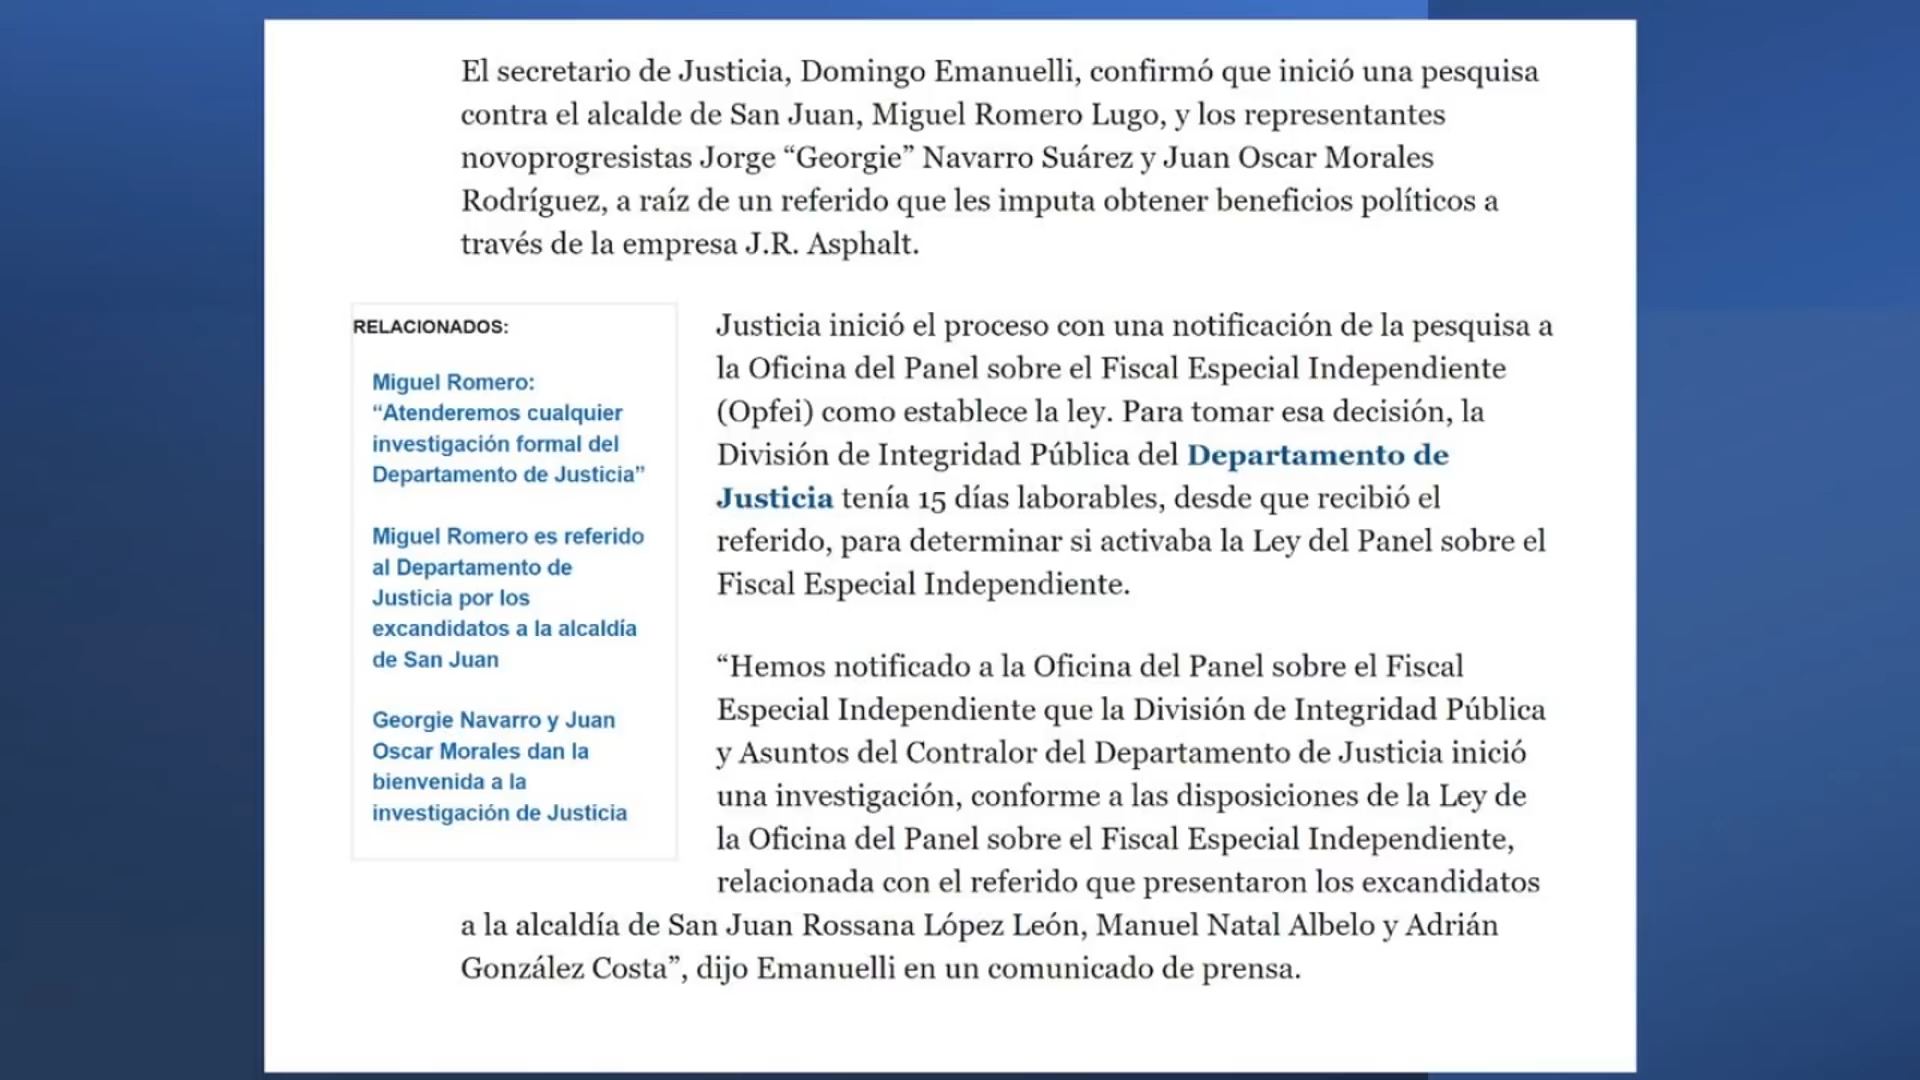 El secretario de Justicia, Domingo Emanuelli, confirmó que inició una pesquisa
contra el alcalde de San Juan, Miguel Romero Lugo, y los representantes
novoprogresistas Jorge “Georgie” Navarro Suárez y Juan Oscar Morales
Rodríguez, a raíz de un referido que les imputa obtener beneficios políticos a
través de la empresa J.R. Asphalt.
RELACIONADOS:
Miguel Romero:
“Atenderemos cualquier
investigación formal del
Departamento de Justicia”
Miguel Romero es referido
al Departamento de
Justicia por los
excandidatos a la alcaldía
de San Juan
Georgie Navarro y Juan
Oscar Morales dan la
bienvenida a la
investigación de Justicia
Justicia inició el proceso con una notificación de la pesquisa a
la Oficina del Panel sobre el Fiscal Especial Independiente
(Opfei) como establece la ley. Para tomar esa decisión, la
División de Integridad Pública del Departamento de
Justicia tenía 15 días laborables, desde que recibió el
referido, para determinar si activaba la Ley del Panel sobre el
Fiscal Especial Independiente.
“Hemos notificado a la Oficina del Panel sobre el Fiscal
Especial Independiente que la División de Integridad Pública
y Asuntos del Contralor del Departamento de Justicia inició
una investigación, conforme a las disposiciones de la Ley de
la Oficina del Panel sobre el Fiscal Especial Independiente,
relacionada con el referido que presentaron los excandidatos
a la alcaldía de San Juan Rossana López León, Manuel Natal Albelo y Adrián
González Costa”, dijo Emanuelli en un comunicado de prensa.